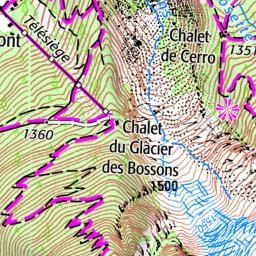 ont
Télésiège
Chalet
de Cerro
1351
1360
Chalet
du Glacier
des Bossons
1500